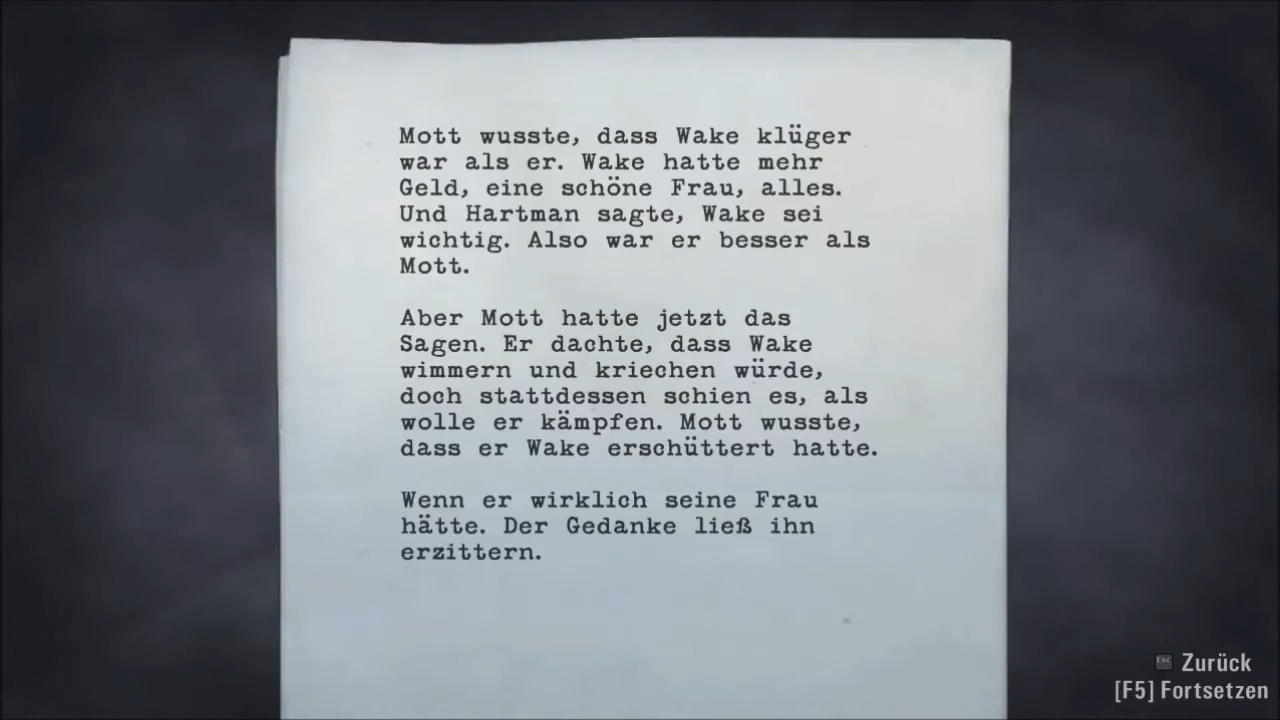 Mott wusste, dass Wake klüger
war als er. Wake hatte mehr
Geld, eine schöne Frau, alles.
Und Hartman sagte, Wake sei
wichtig. Also war er besser als
Mott.
Aber Mott hatte jetzt das
Sagen. Er dachte, dass Wake
wimmern und kriechen würde,
doch stattdessen schien es, als
wolle er kämpfen. Mott wusste,
dass er Wake erschüttert hatte.
Wenn er wirklich seine Frau
hätte. Der Gedanke ließ ihn
erzittern.
Esc Zurück
[F5] Fortsetzen